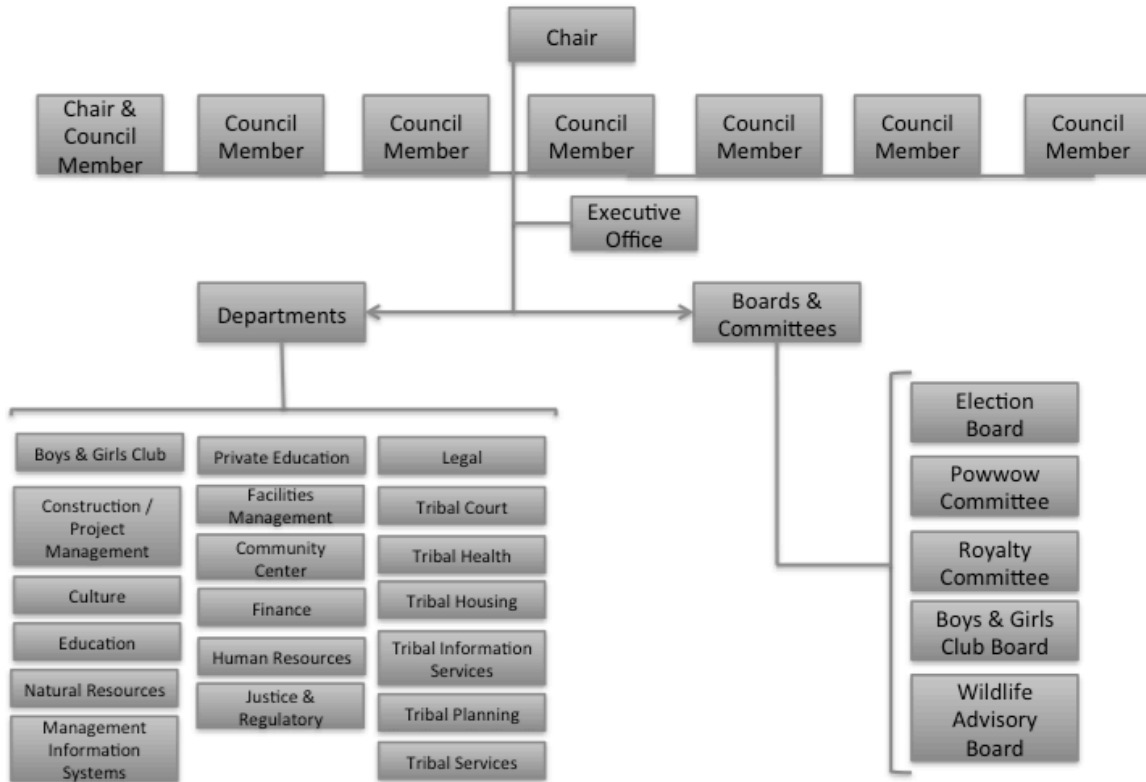 Chair
Chair &
Council
Member
Council
Member
Council
Member
Council
Member
Council
Member
Council
Member
Council
Member
Executive
Office
Departments
Boards &
Committees
Boys & Girls Club
Construction /
Project
Management
Culture
Education
Natural Resources
Management
Information
Systems
Private Education
Facilities
Management
Community
Center
Finance
Human Resources
Justice &
Regulatory
Legal
Tribal Court
Tribal Health
Tribal Housing
Tribal Information
Services
Tribal Planning
Tribal Services
Election
Board
Powwow
Committee
Royalty
Committee
Boys & Girls
Club Board
Wildlife
Advisory
Board